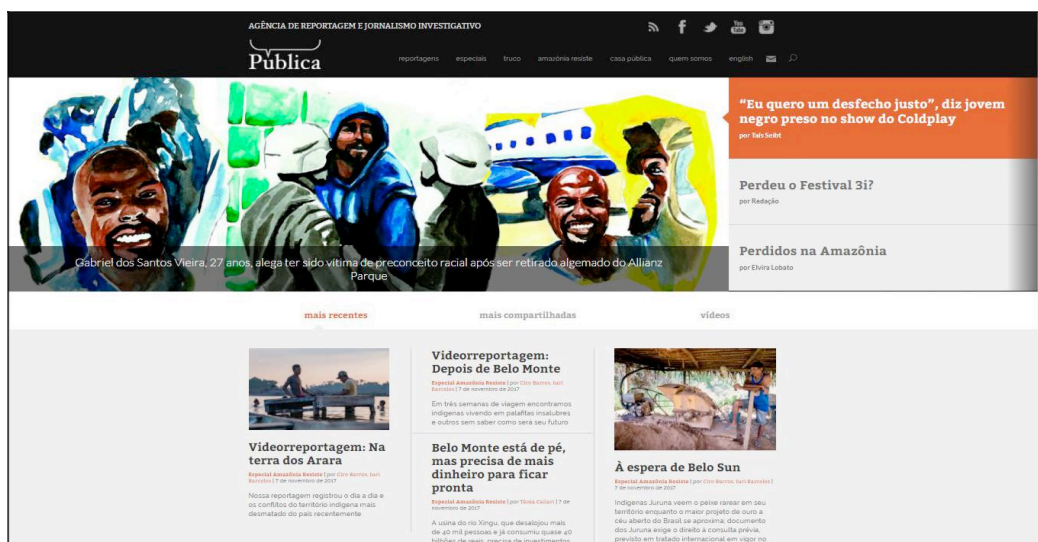 AGÊNCIA DE REPORTAGEM E JORNALISMO INVESTIGATIVO
You
Tube
Pública
reportagens especiais truco amazônia resiste casa pública quem somos english
"Eu quero um desfecho justo", diz jovem
negro preso no show do Coldplay
por Taís Seibt
Perdeu o Festival 3i?
por Redação
Perdidos na Amazônia
por Elvira Lobato
Gabriel dos Santos Vieira, 27 anos, alega ter sido vítima de preconceito racial após ser retirado algemado do Allianz
Parque
mais recentes mais compartilhadas vídeos
Videorreportagem: Na
terra dos Arara
Especial Amazônia Resiste | por Ciro Barros, Iuri
Barcelos | 7 de novembro de 2017
Nossa reportagem registrou o dia a dia e
os conflitos do território indígena mais
desmatado do país recentemente
Videorreportagem:
Depois de Belo Monte
Especial Amazônia Resiste | por Ciro Barros, Iuri
Barcelos | 7 de novembro de 2017
Em três semanas de viagem encontramos
indígenas vivendo em palafitas insalubres
e outros sem saber como será seu futuro
Belo Monte está de pé,
mas precisa de mais
dinheiro para ficar
pronta
Especial Amazônia Resiste | por Tânia Caliari | 7 de
novembro de 2017
A usina do rio Xingu, que desalojou mais
de 40 mil pessoas e já consumiu quase 40
bilhões de reais, precisa de investimentos
À espera de Belo Sun
Especial Amazônia Resiste | por Ciro Barros, Iuri Barcelos |
7 de novembro de 2017
Indígenas Juruna veem o peixe rarear em seu
território enquanto o maior projeto de ouro a
céu aberto do Brasil se aproxima; documento
dos Juruna exige o direito à consulta prévia,
previsto em tratado internacional em vigor no